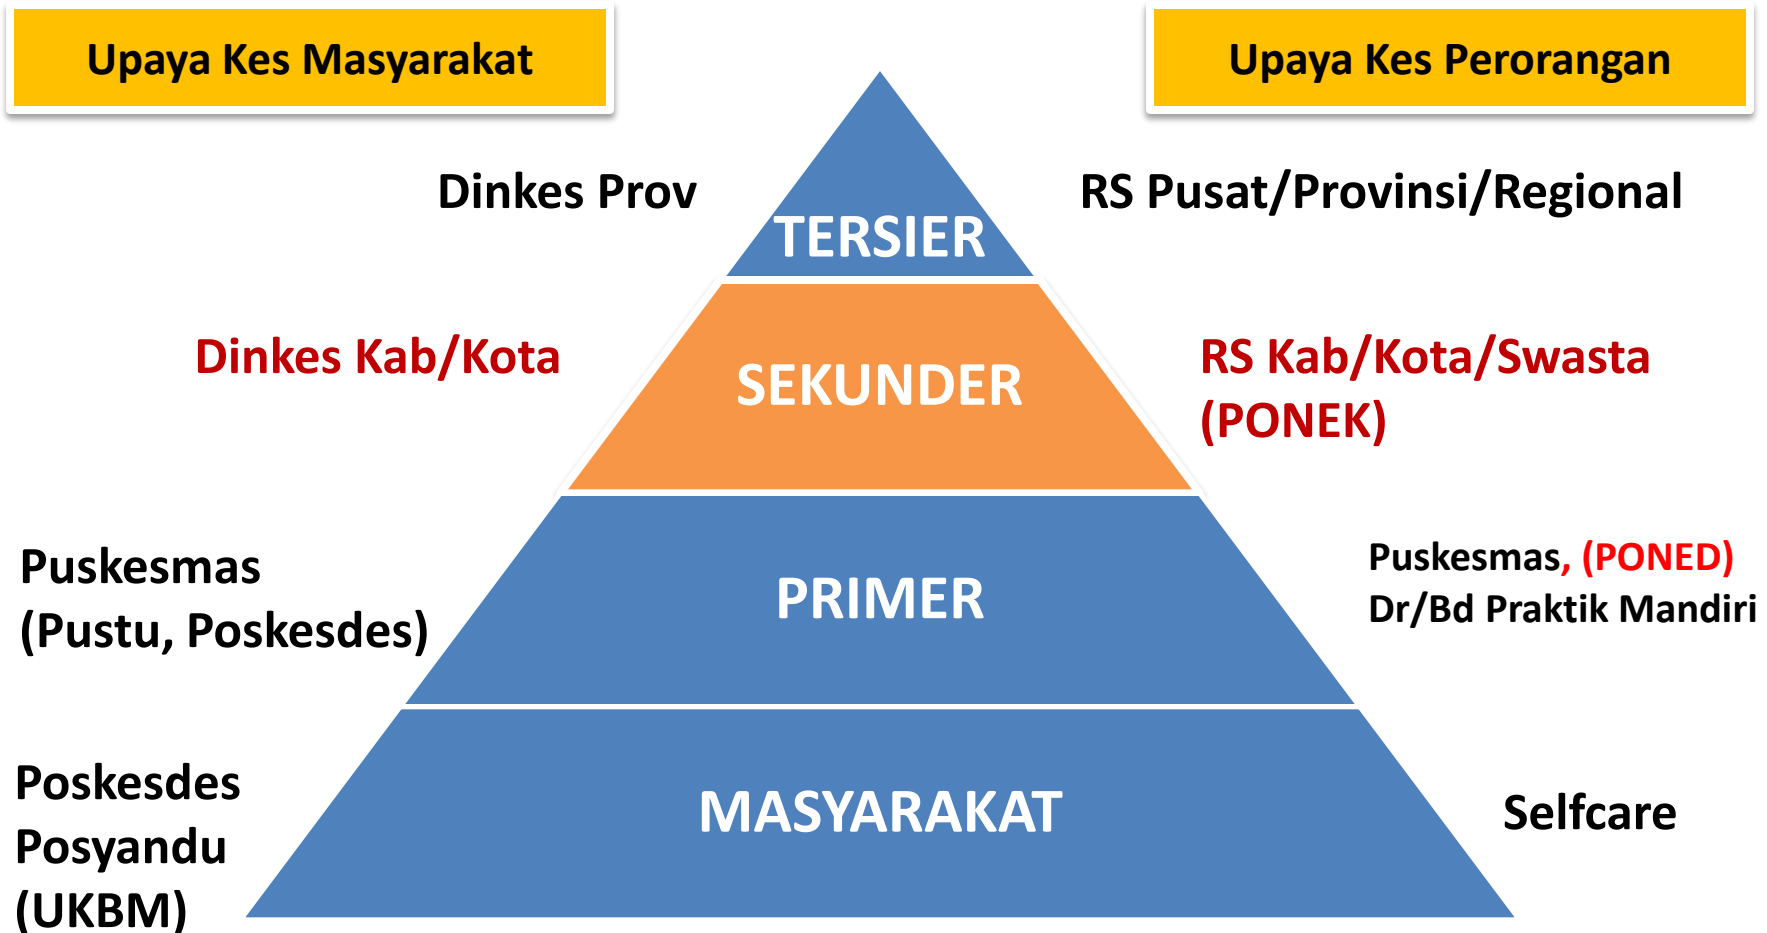 Upaya Kes Masyarakat
Upaya Kes Perorangan
Dinkes Prov
TERSIER
RS Pusat/Provinsi/Regional
Dinkes Kab/Kota
SEKUNDER
RS Kab/Kota/Swasta
(PONEK)
Puskesmas
(Pustu, Poskesdes)
PRIMER
Puskesmas, (PONED)
Dr/Bd Praktik Mandiri
Poskesdes
Posyandu
(UKBM)
MASYARAKAT
Selfcare